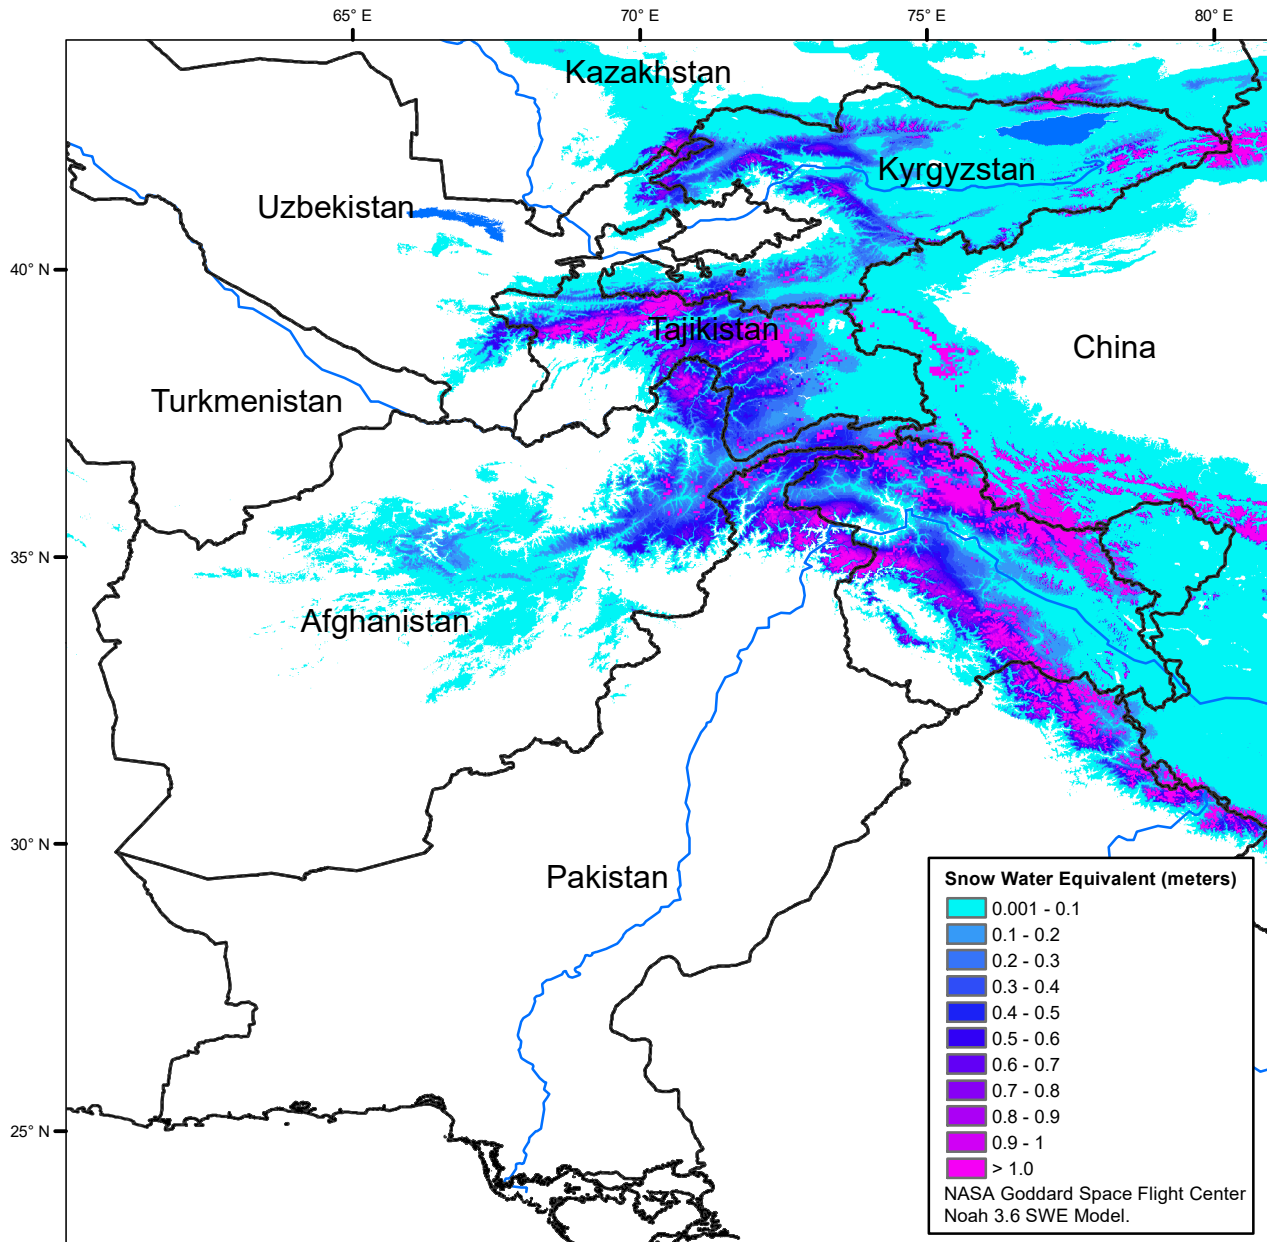 65° E
70° E
75° E
80° E
Kazakhstan
Kyrgyzstan
Uzbekistan
40° N
Tajikistan
China
Turkmenistan
35° N
Afghanistan
30° N
Pakistan
25° N
Snow Water Equivalent (meters)
0.001 - 0.1
0.1 - 0.2
0.2 - 0.3
0.3 - 0.4
0.4 - 0.5
0.5 - 0.6
0.6 - 0.7
0.7 - 0.8
0.8 - 0.9
0.9 - 1
> 1.0
NASA Goddard Space Flight Center
Noah 3.6 SWE Model.